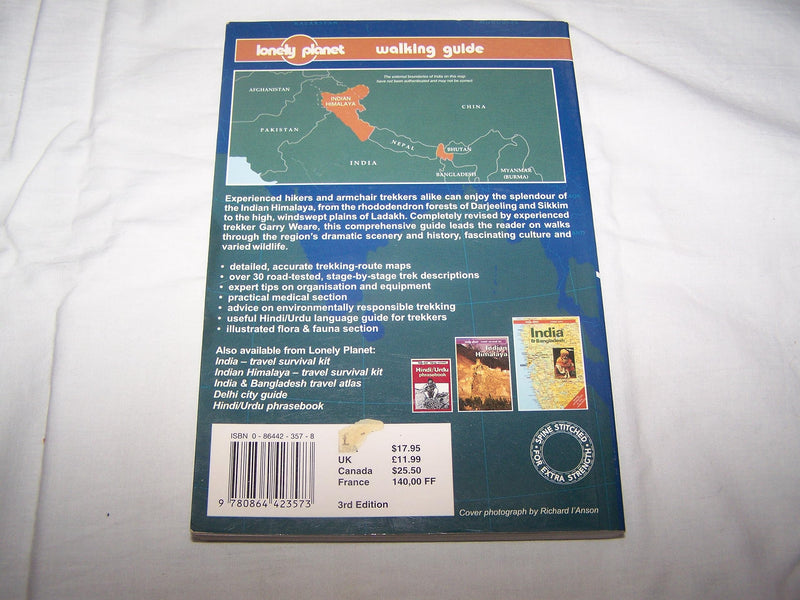 lonely planet walking guide
The external boundaries of India on this map
have not been authenticated and may not be correct
AFGHANISTAN
INDIAN
HIMALAYA
CHINA
PAKISTAN
NEPAL
BHUTAN
INDIA
BANGLADESH
MYANMAR
(BURMA)
Experienced hikers and armchair trekkers alike can enjoy the splendour of
the Indian Himalaya, from the rhododendron forests of Darjeeling and Sikkim
to the high, windswept plains of Ladakh. Completely revised by experienced
trekker Garry Weare, this comprehensive guide leads the reader on walks
through the region's dramatic scenery and history, fascinating culture and
varied wildlife.
• detailed, accurate trekking-route maps
• over 30 road-tested, stage-by-stage trek descriptions
• expert tips on organisation and equipment
• practical medical section
• advice on environmentally responsible trekking
• useful Hindi/Urdu language guide for trekkers
• illustrated flora & fauna section
Also available from Lonely Planet:
India – travel survival kit
Indian Himalaya – travel survival kit
India & Bangladesh travel atlas
Delhi city guide
Hindi/Urdu phrasebook
Hindi/Urdu
phrasebook
Indian
Himalaya
India
& Bangladesh
ISBN 0 - 86442 - 357 - 8
9 780864 423573
£
$17.95
UK £11.99
Canada $25.50
France 140,00 FF
3rd Edition
SPINE STITCHED
FOR EXTRA STRENGTH
Cover photograph by Richard I'Anson